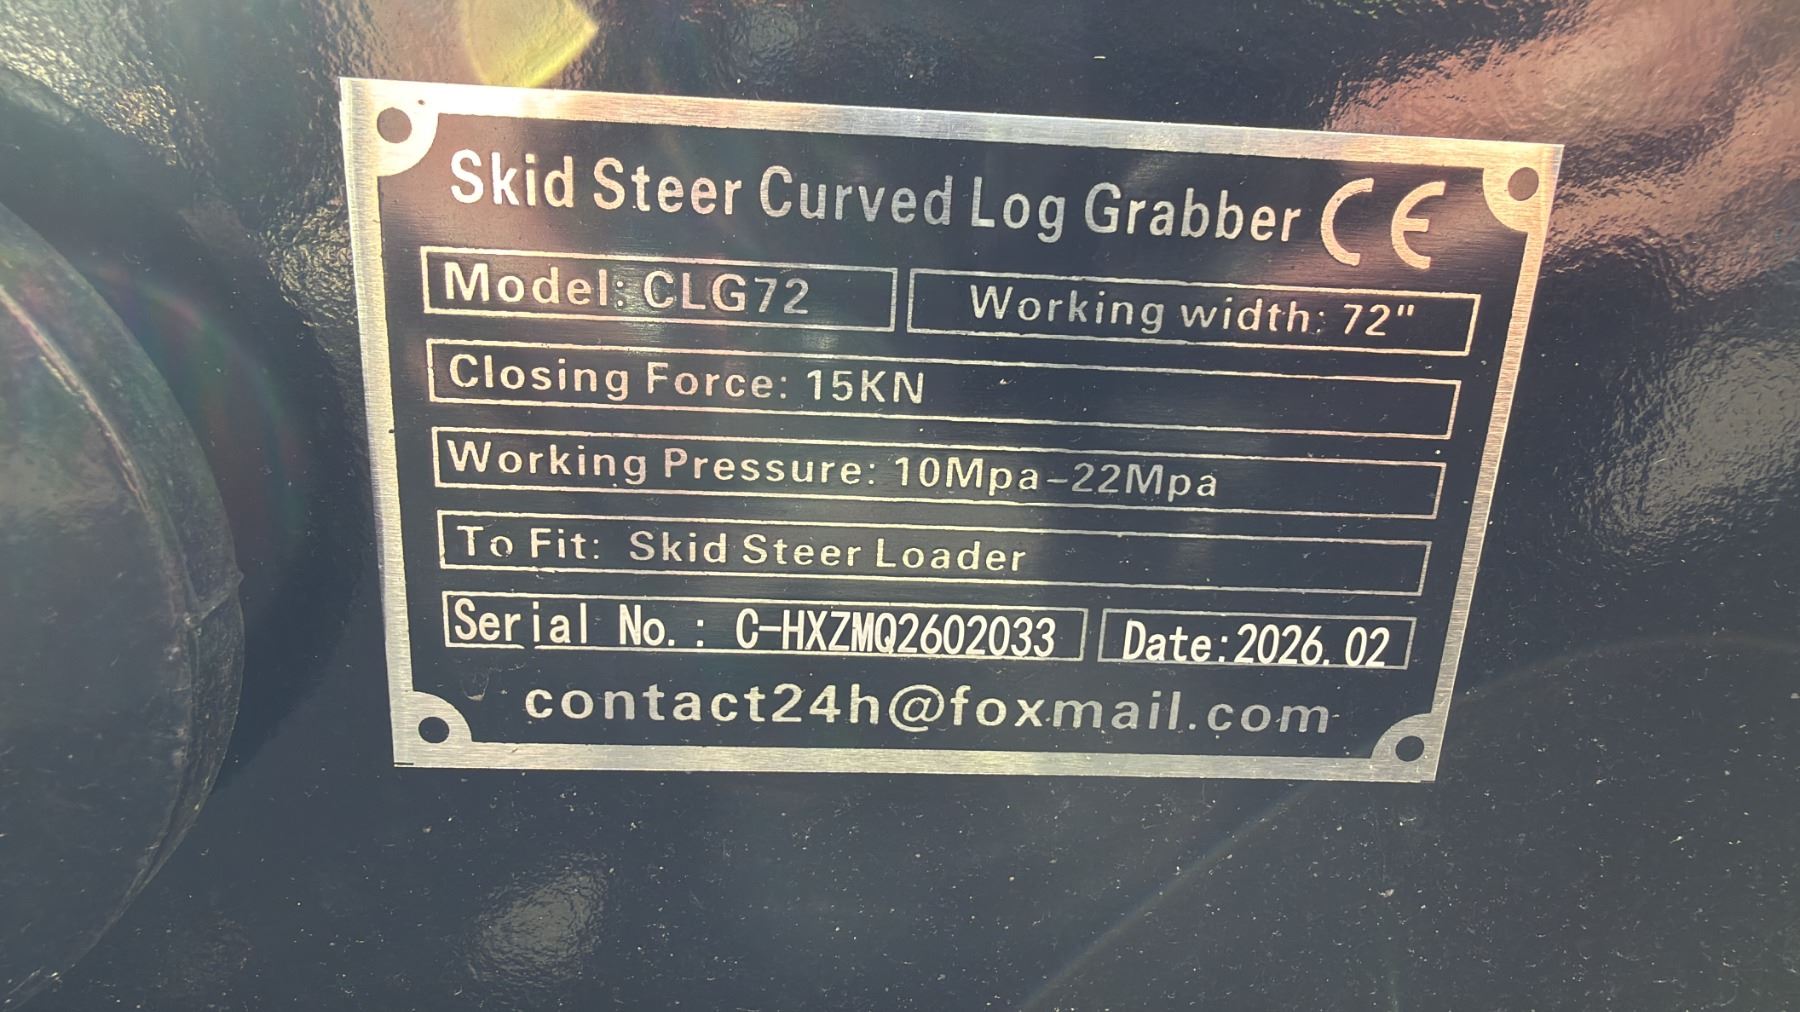 Skid Steer Curved Log Grabber CE
Model: CLG72 Working width: 72"
Closing Force: 15KN
Working Pressure: 10Mpa-22Mpa
To Fit: Skid Steer Loader
Serial No.: C-HXZMQ2602033 Date:2026.02
contact24h@foxmail.com